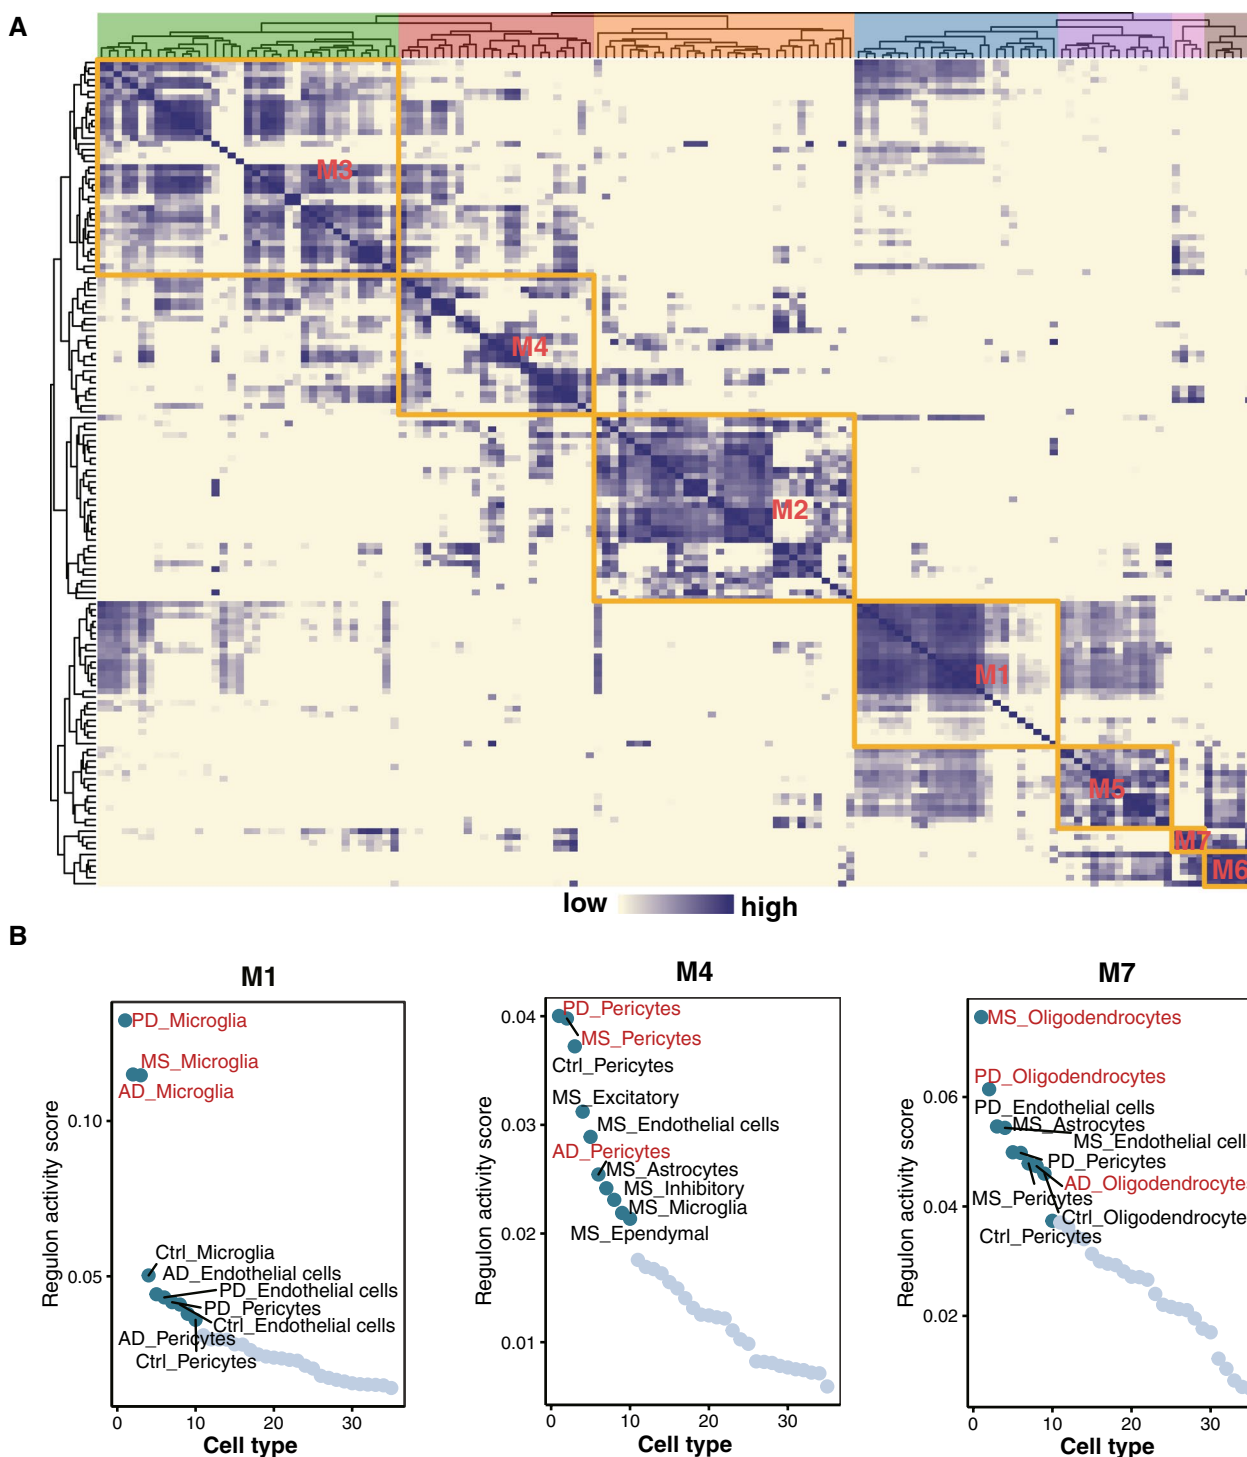 A
M3
M4
M2
M1
M5
M7
M6
low high
B
M1
Regulon activity score
0.10
0.05
PD_Microglia
MS_Microglia
AD_Microglia
Ctrl_Microglia
AD_Endothelial cells
PD_Endothelial cells
PD_Pericytes
Ctrl_Endothelial cells
AD_Pericytes
Ctrl_Pericytes
0 10 20 30
Cell type
M4
Regulon activity score
0.04
0.03
0.02
0.01
PD_Pericytes
MS_Pericytes
Ctrl_Pericytes
MS_Excitatory
MS_Endothelial cells
AD_Pericytes
MS_Astrocytes
MS_Inhibitory
MS_Microglia
MS_Ependymal
0 10 20 30
Cell type
M7
Regulon activity score
0.06
0.04
0.02
MS_Oligodendrocytes
PD_Oligodendrocytes
PD_Endothelial cells
MS_Astrocytes
MS_Endothelial cell
PD_Pericytes
AD_Oligodendrocyte
MS_Pericytes
Ctrl_Oligodendrocyte
Ctrl_Pericytes
0 10 20 30
Cell type